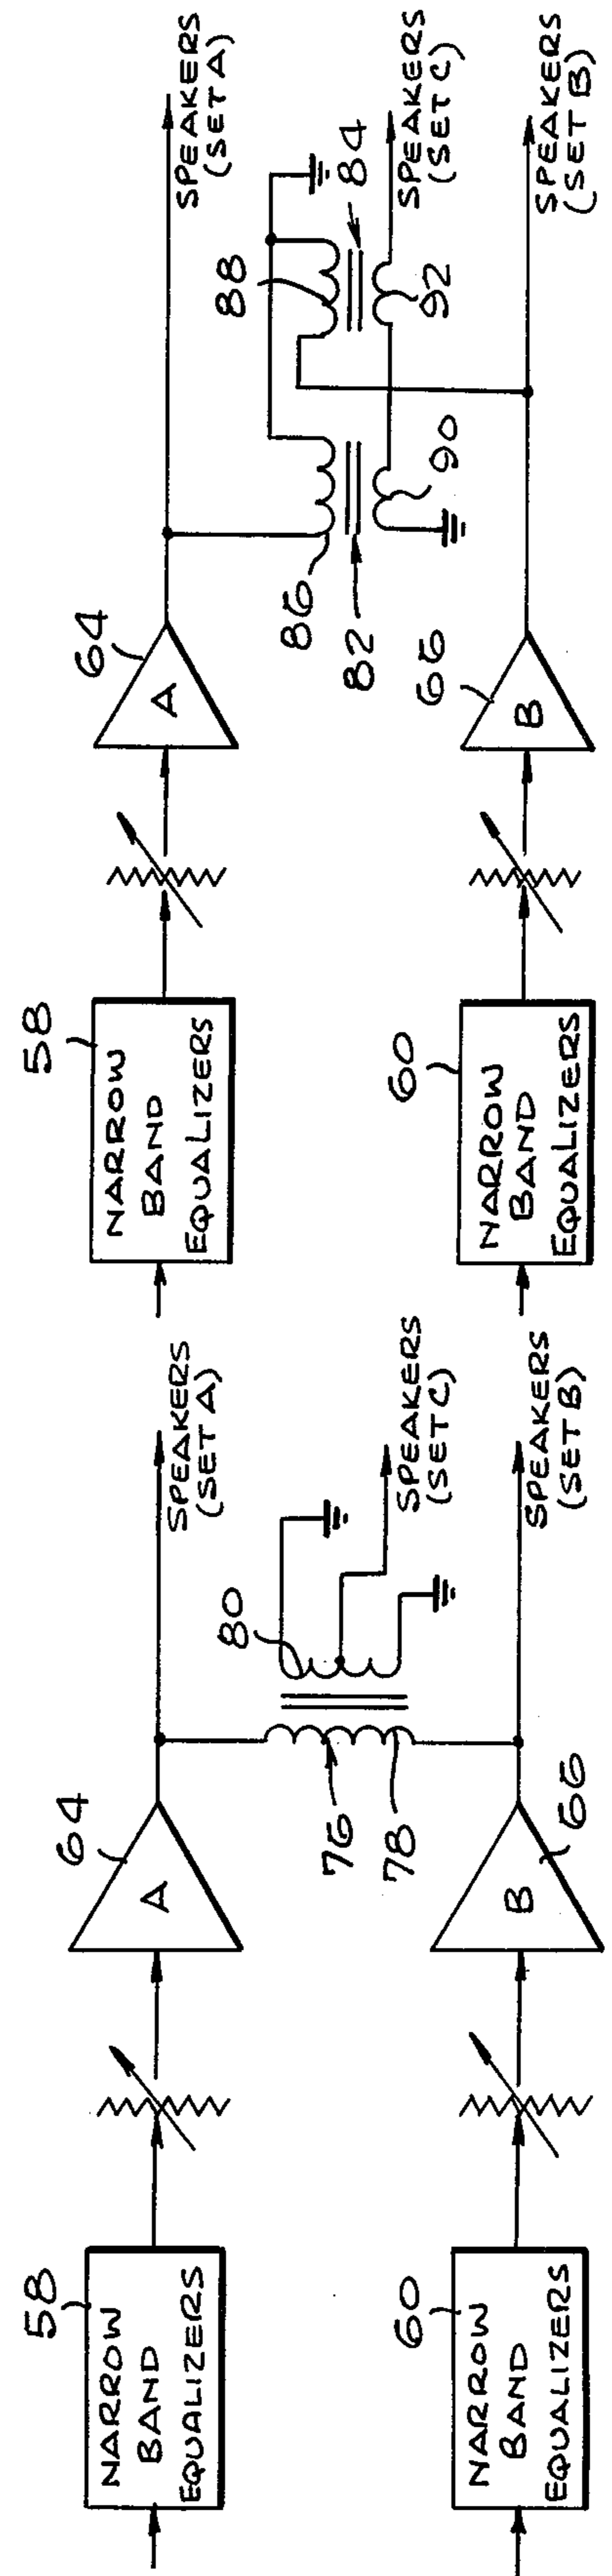 58
NARROW
BAND
EQUALIZERS
64
A
SPEAKERS
(SET A)
76
78
80
SPEAKERS
(SET C)
60
NARROW
BAND
EQUALIZERS
66
B
SPEAKERS
(SET B)
58
NARROW
BAND
EQUALIZERS
64
A
SPEAKERS
(SET A)
86
88
82
84
90
92
SPEAKERS
(SET C)
60
NARROW
BAND
EQUALIZERS
66
B
SPEAKERS
(SET B)